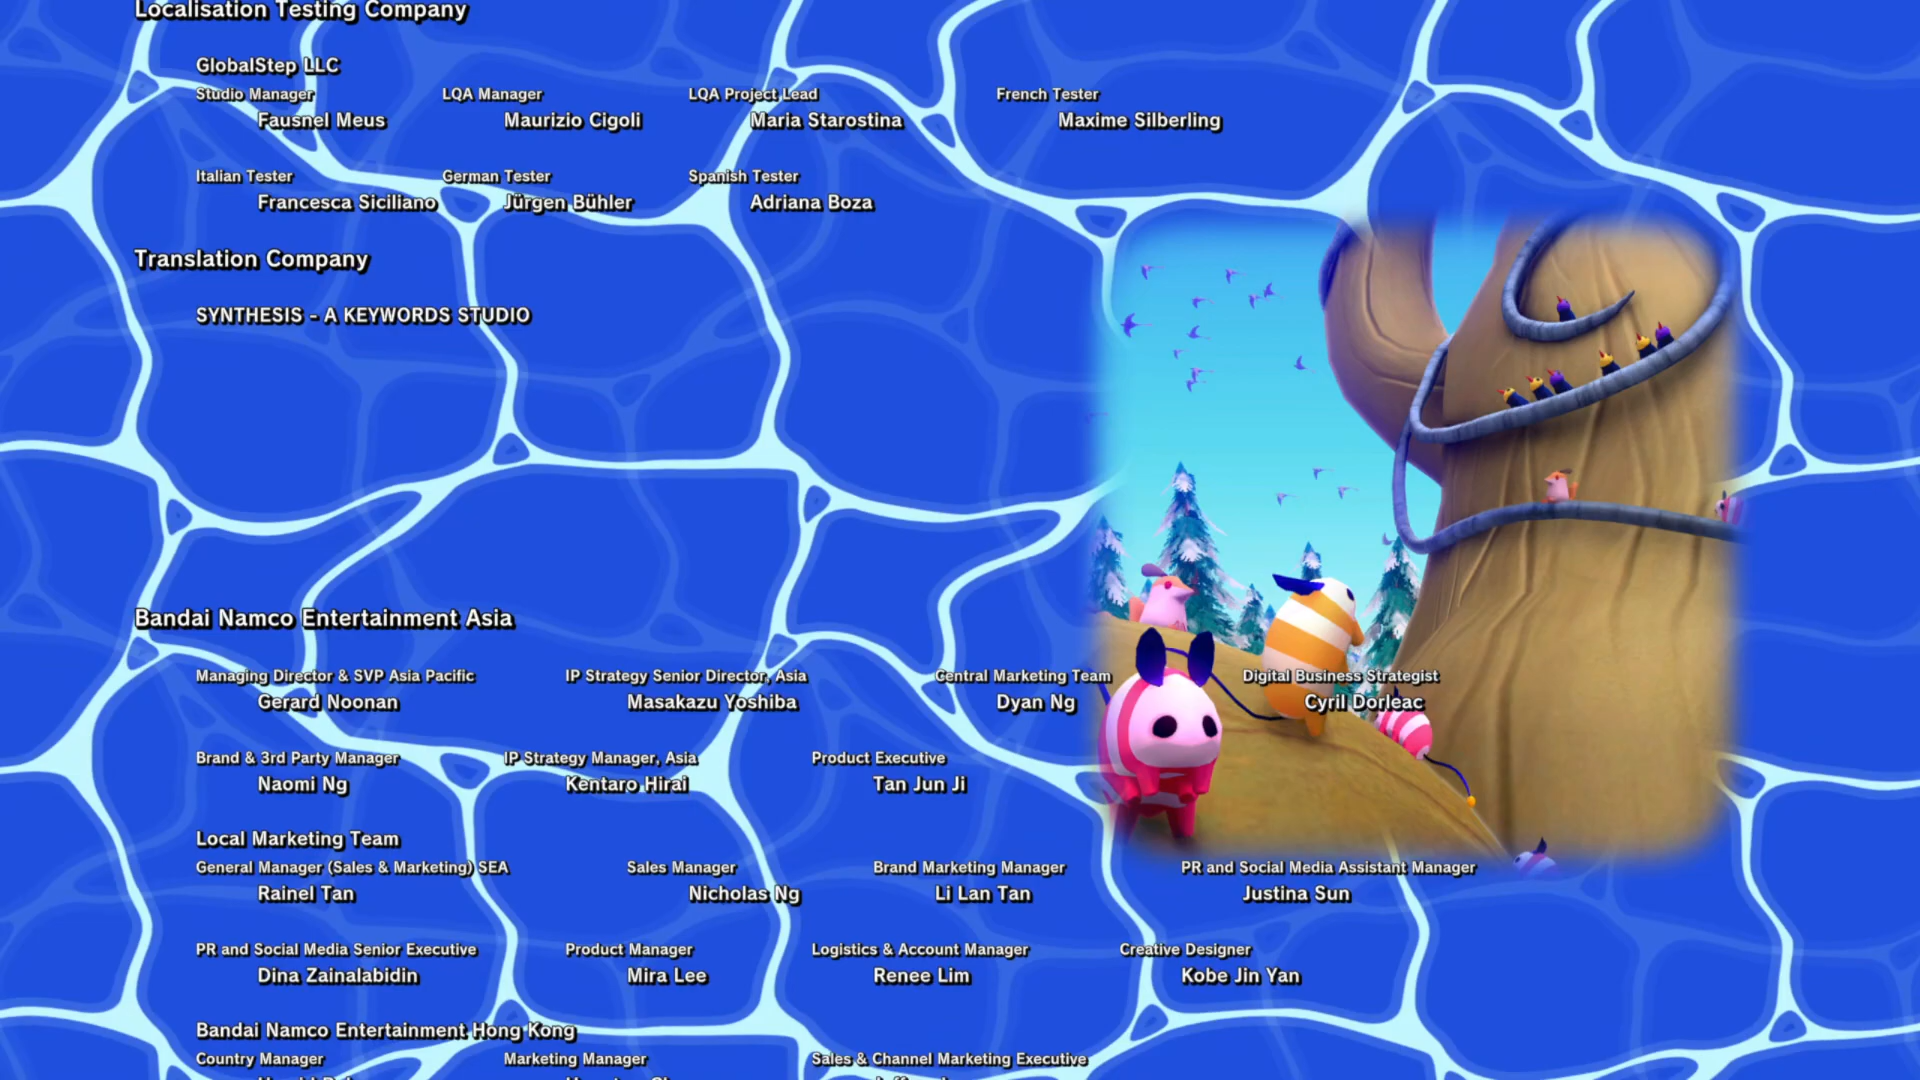 Localisation Testing Company
GlobalStep LLC
Studio Manager LQA Manager LQA Project Lead French Tester
Fausnel Meus Maurizio Cigoli Maria Starostina Maxime Silberling
Italian Tester German Tester Spanish Tester
Francesca Siciliano Jürgen Bühler Adriana Boza
Translation Company
SYNTHESIS - A KEYWORDS STUDIO
Bandai Namco Entertainment Asia
Managing Director & SVP Asia Pacific IP Strategy Senior Director, Asia Central Marketing Team Digital Business Strategist
Gerard Noonan Masakazu Yoshiba Dyan Ng Cyril Dorleac
Brand & 3rd Party Manager IP Strategy Manager, Asia Product Executive
Naomi Ng Kentaro Hirai Tan Jun Ji
Local Marketing Team
General Manager (Sales & Marketing) SEA Sales Manager Brand Marketing Manager PR and Social Media Assistant Manager
Rainel Tan Nicholas Ng Li Lan Tan Justina Sun
PR and Social Media Senior Executive Product Manager Logistics & Account Manager Creative Designer
Dina Zainalabidin Mira Lee Renee Lim Kobe Jin Yan
Bandai Namco Entertainment Hong Kong
Country Manager Marketing Manager Sales & Channel Marketing Executive